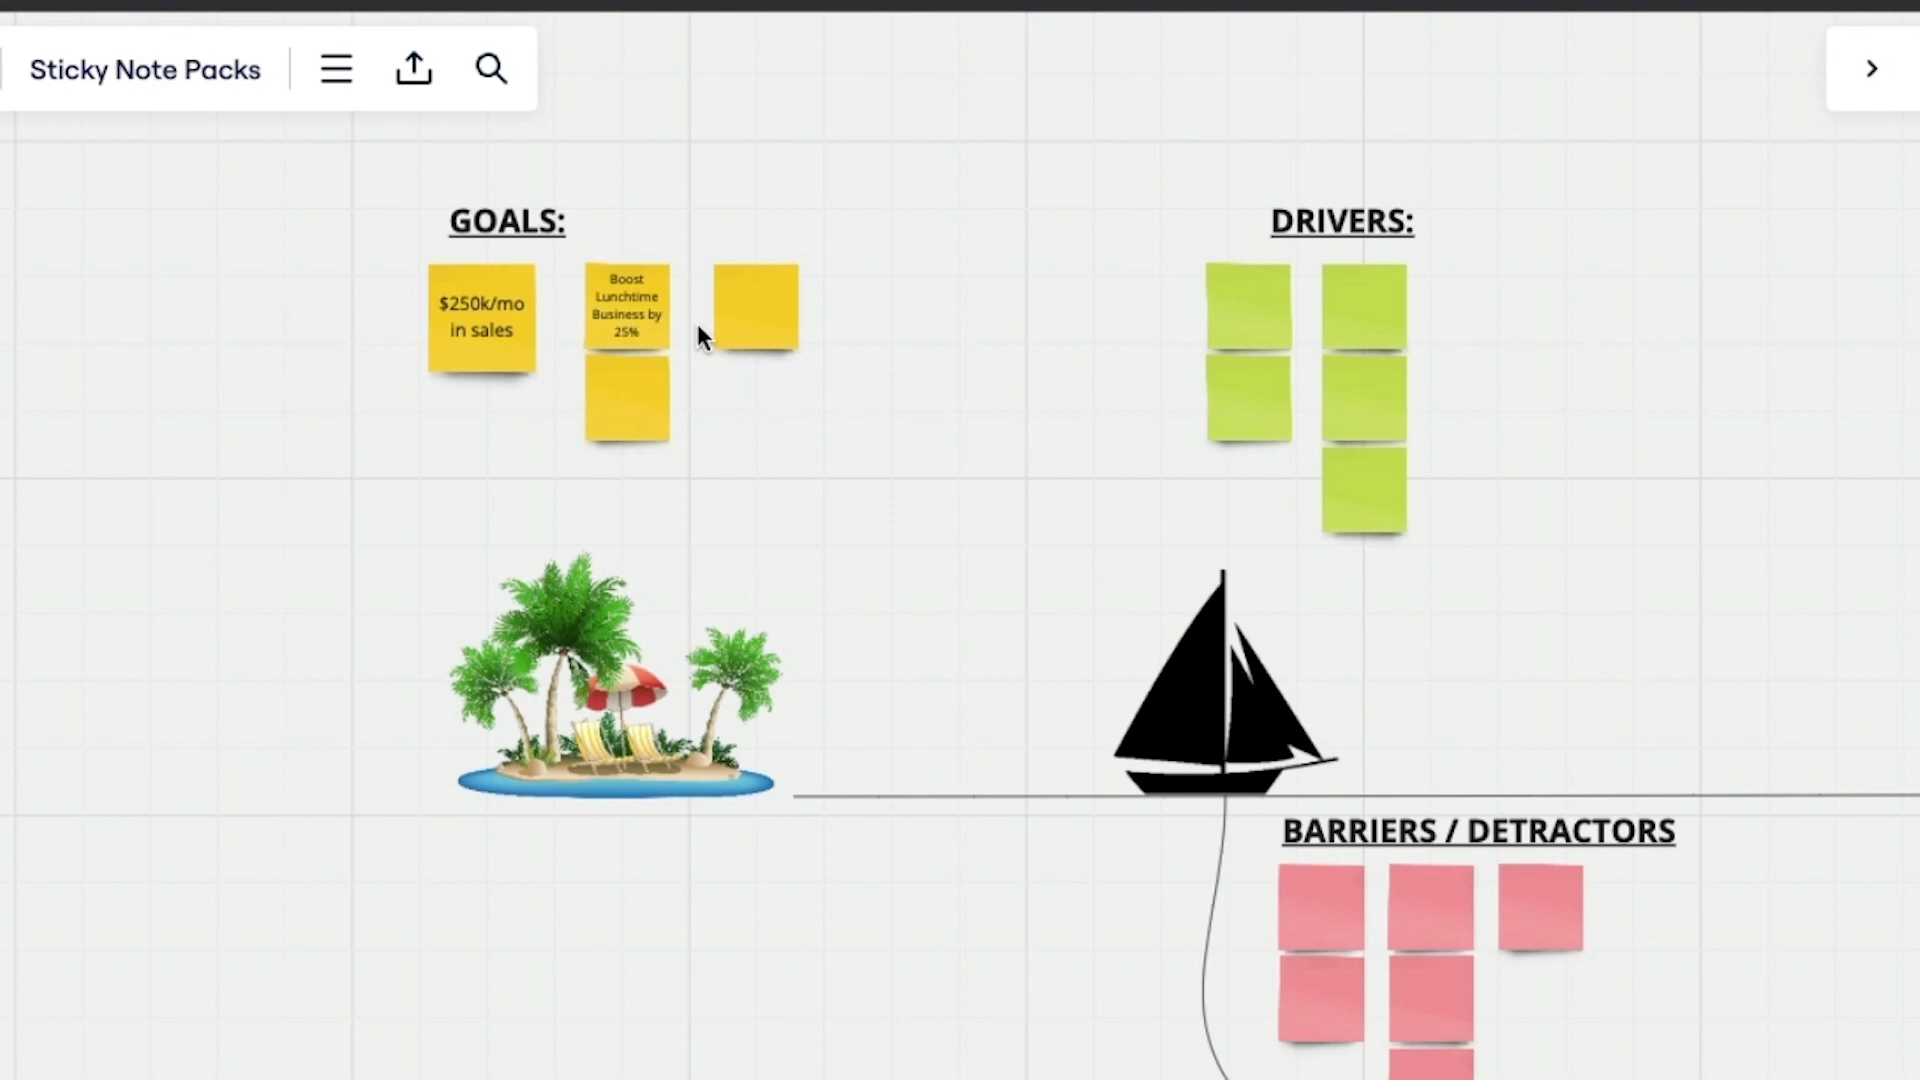 Sticky Note Packs
GOALS:
DRIVERS:
$250k/mo
in sales
Boost
Lunchtime
Business by
25%
BARRIERS / DETRACTORS